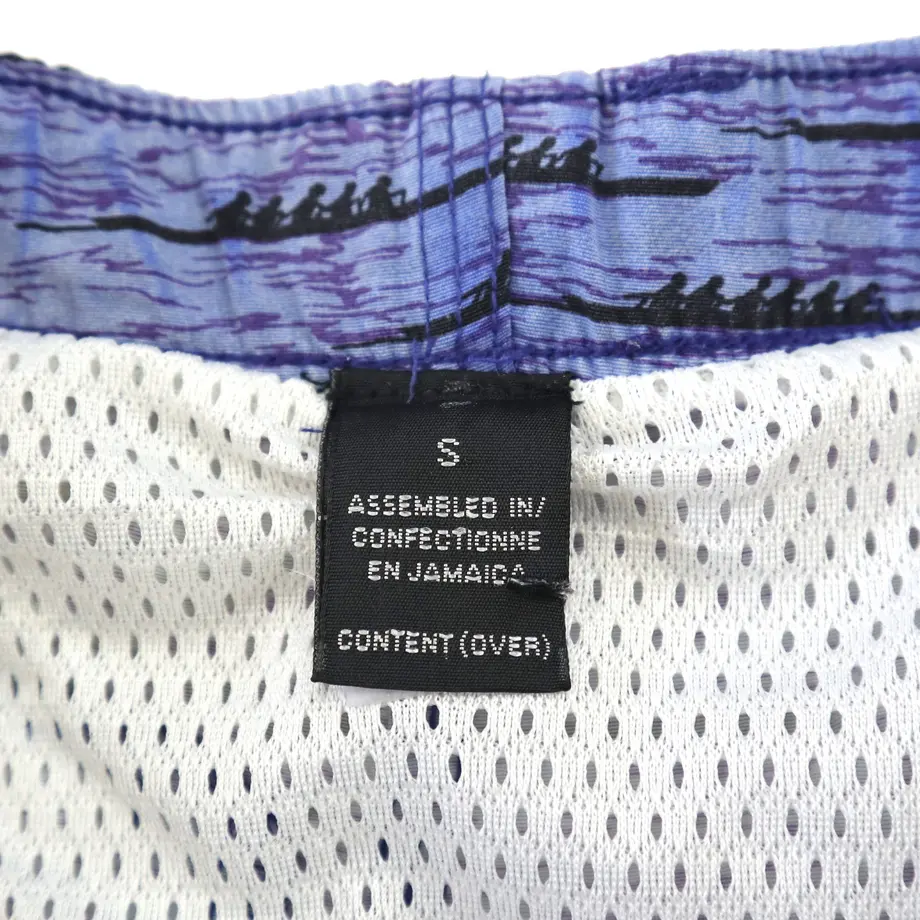 S
ASSEMBLED IN/
CONFECTIONNE
EN JAMAICA
CONTENT (OVER)